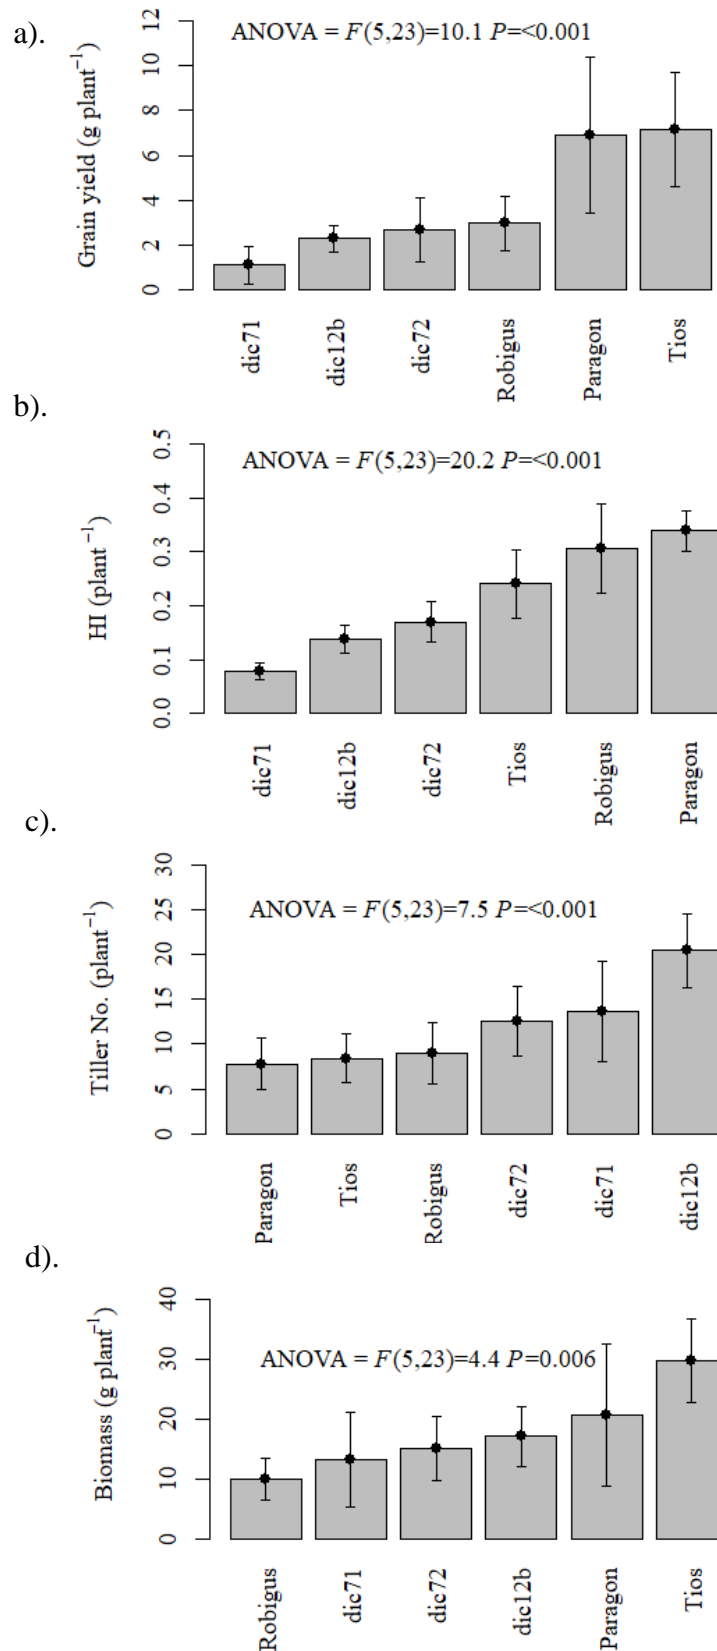 a).
ANOVA = F(5,23)=10.1 P=<0.001
Grain yield (g plant⁻¹)
12
10
8
6
4
2
0
dic71
dic12b
dic72
Robigus
Paragon
Tios
b).
ANOVA = F(5,23)=20.2 P=<0.001
HI (plant⁻¹)
0.5
0.4
0.3
0.2
0.1
0.0
dic71
dic12b
dic72
Tios
Robigus
Paragon
c).
ANOVA = F(5,23)=7.5 P=<0.001
Tiller No. (plant⁻¹)
30
25
20
15
10
5
0
Paragon
Tios
Robigus
dic72
dic71
dic12b
d).
ANOVA = F(5,23)=4.4 P=0.006
Biomass (g plant⁻¹)
40
30
20
10
0
Robigus
dic71
dic72
dic12b
Paragon
Tios